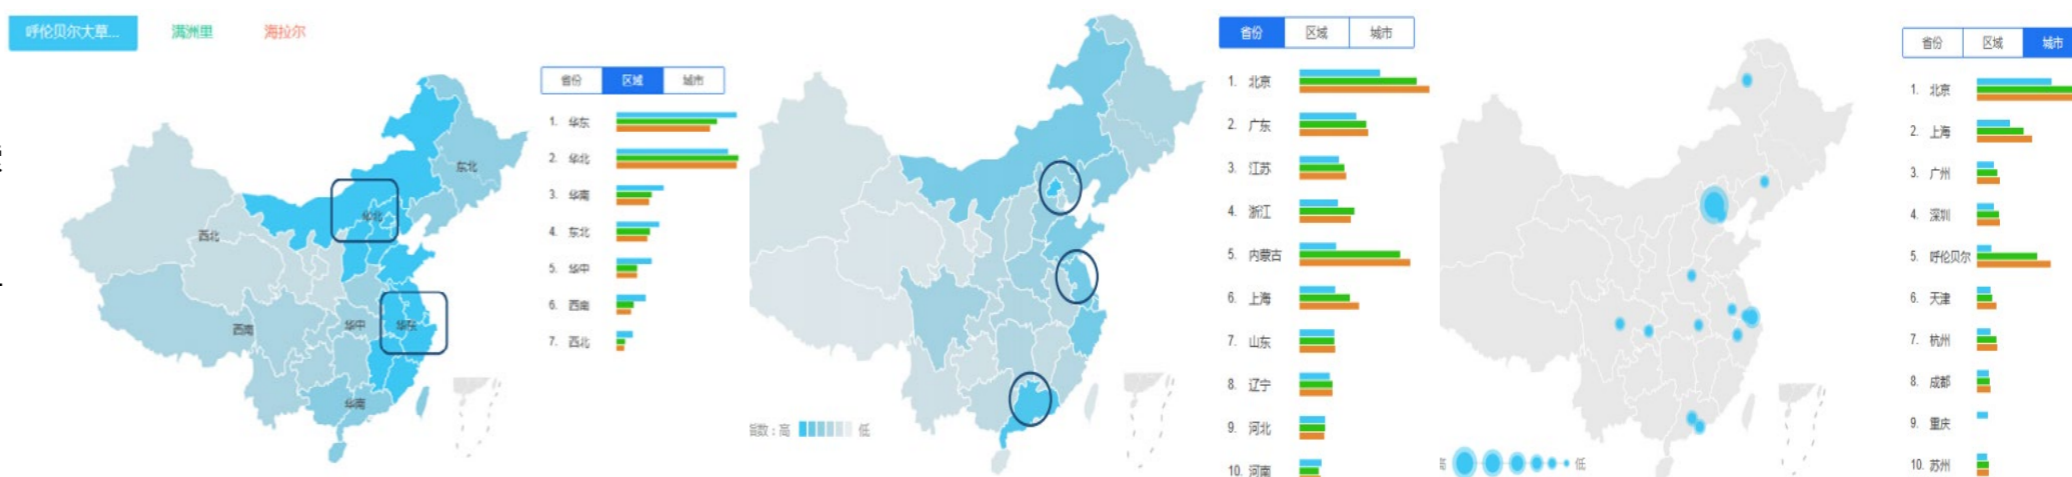 呼伦贝尔大草... 满洲里 海拉尔
省份 区域 城市
1. 华东
2. 华北
3. 华南
4. 东北
5. 华中
6. 西南
7. 西北
东北
华北
西北
西南
华中
华东
华南
省份 区域 城市
1. 北京
2. 广东
3. 江苏
4. 浙江
5. 内蒙古
6. 上海
7. 山东
8. 辽宁
9. 河北
10. 河南
指数：高 低
省份 区域 城市
1. 北京
2. 上海
3. 广州
4. 深圳
5. 呼伦贝尔
6. 天津
7. 杭州
8. 成都
9. 重庆
10. 苏州
低